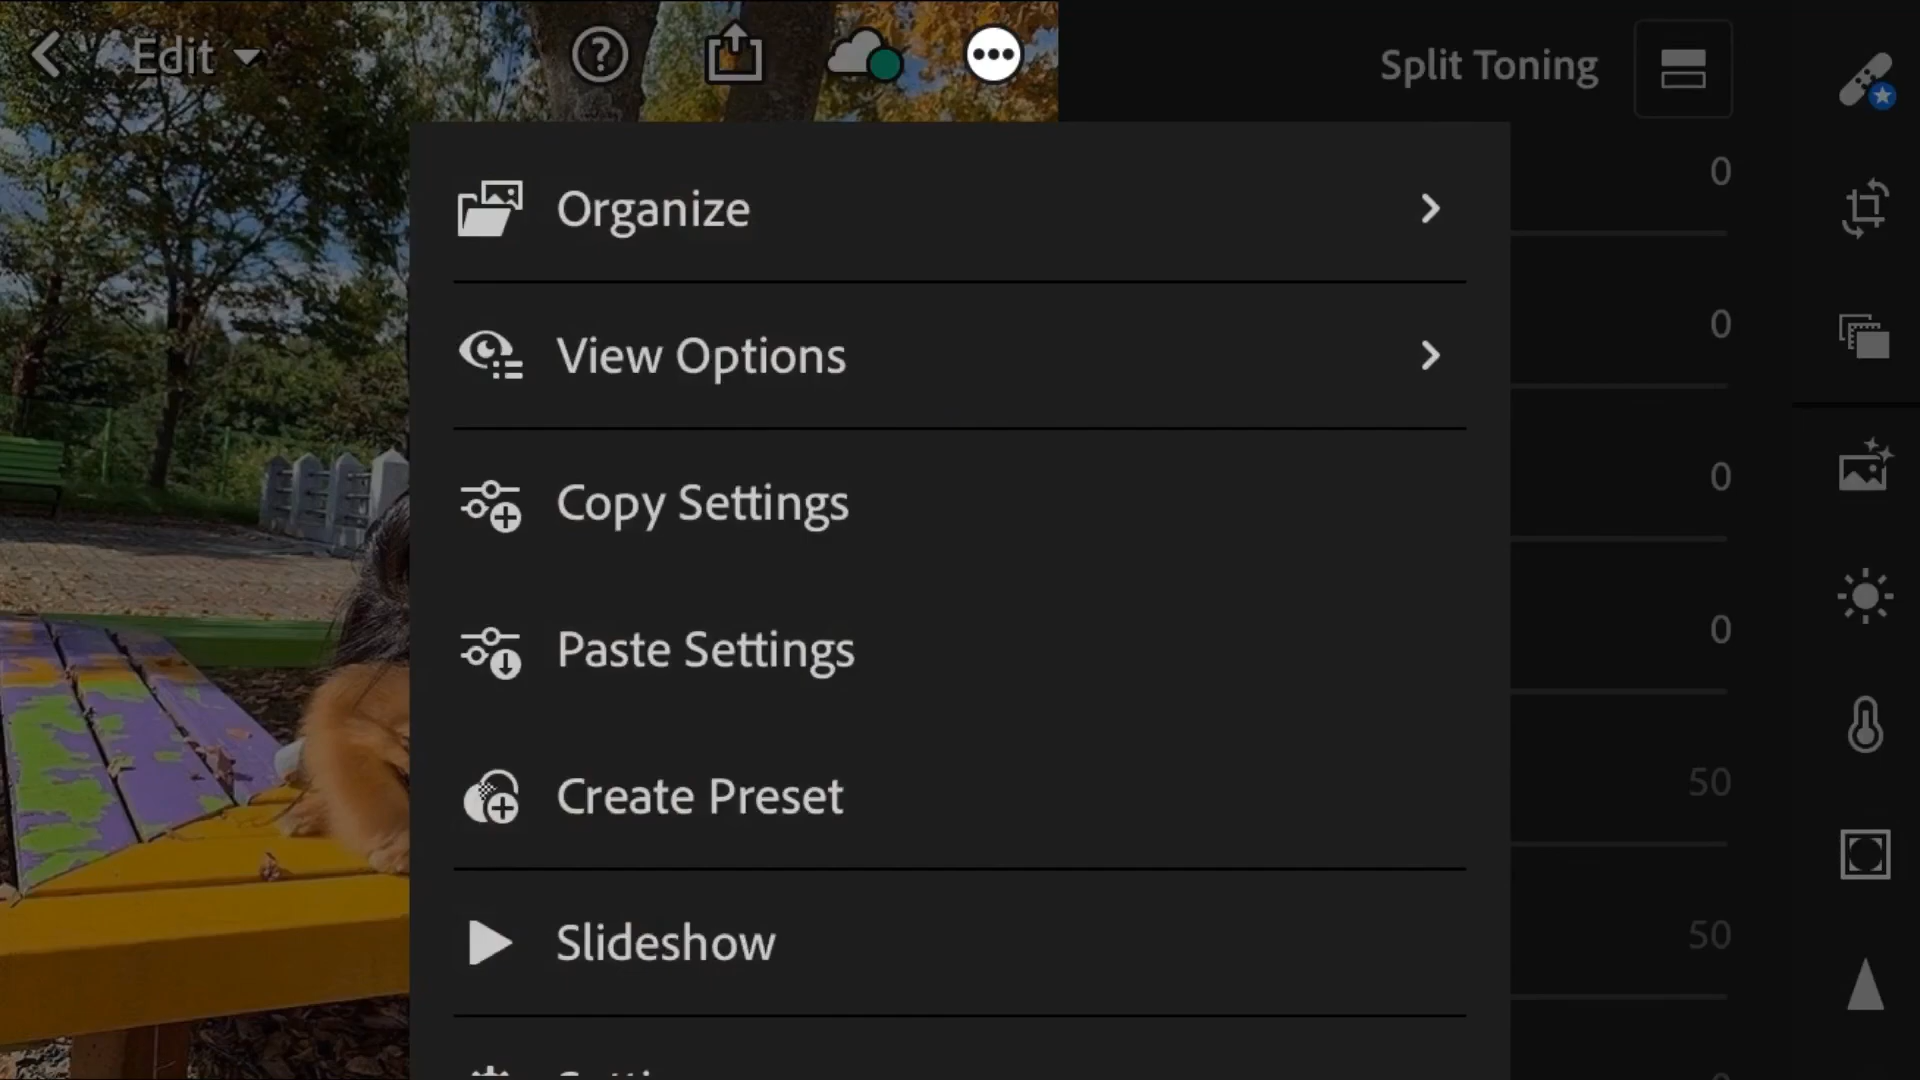 Edit
Split Toning
Organize
0
View Options
0
Copy Settings
0
Paste Settings
0
Create Preset
50
Slideshow
50